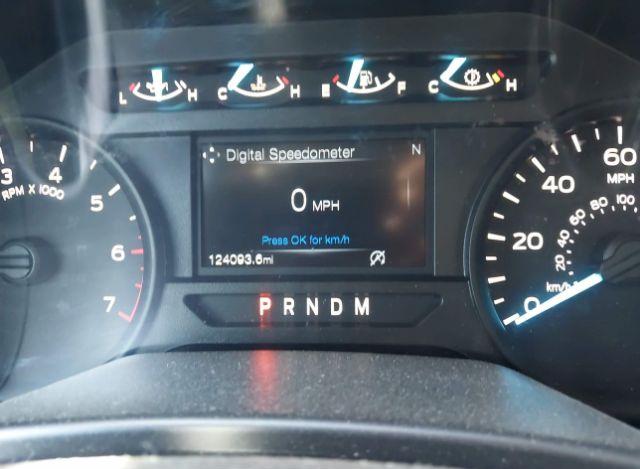 L H C H E F C H
Digital Speedometer N
0 MPH
Press OK for km/h
124093.6mi
P R N D M
3 4 5 6 7
RPM X 1000
0 20 40 60
MPH
20 40 60 80 100
km/h